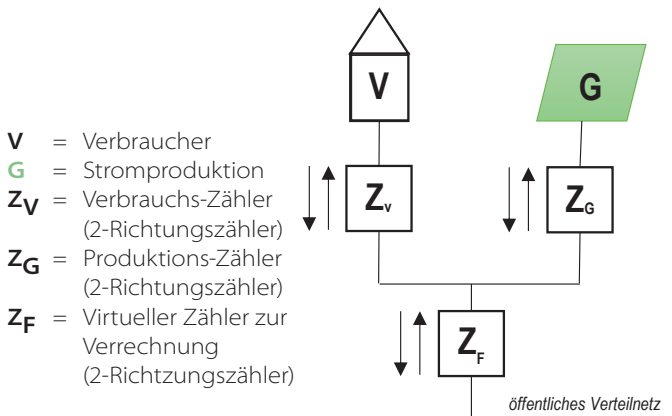 V = Verbraucher
G = Stromproduktion
ZV = Verbrauchs-Zähler
(2-Richtungszähler)
ZG = Produktions-Zähler
(2-Richtungszähler)
ZF = Virtueller Zähler zur
Verrechnung
(2-Richtzungszähler)
V
G
Zv
ZG
ZF
öffentliches Verteilnetz